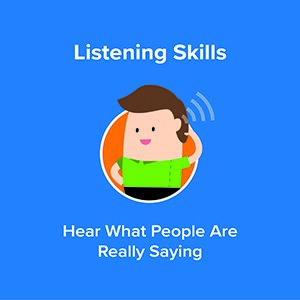 Listening Skills
Hear What People Are
Really Saying